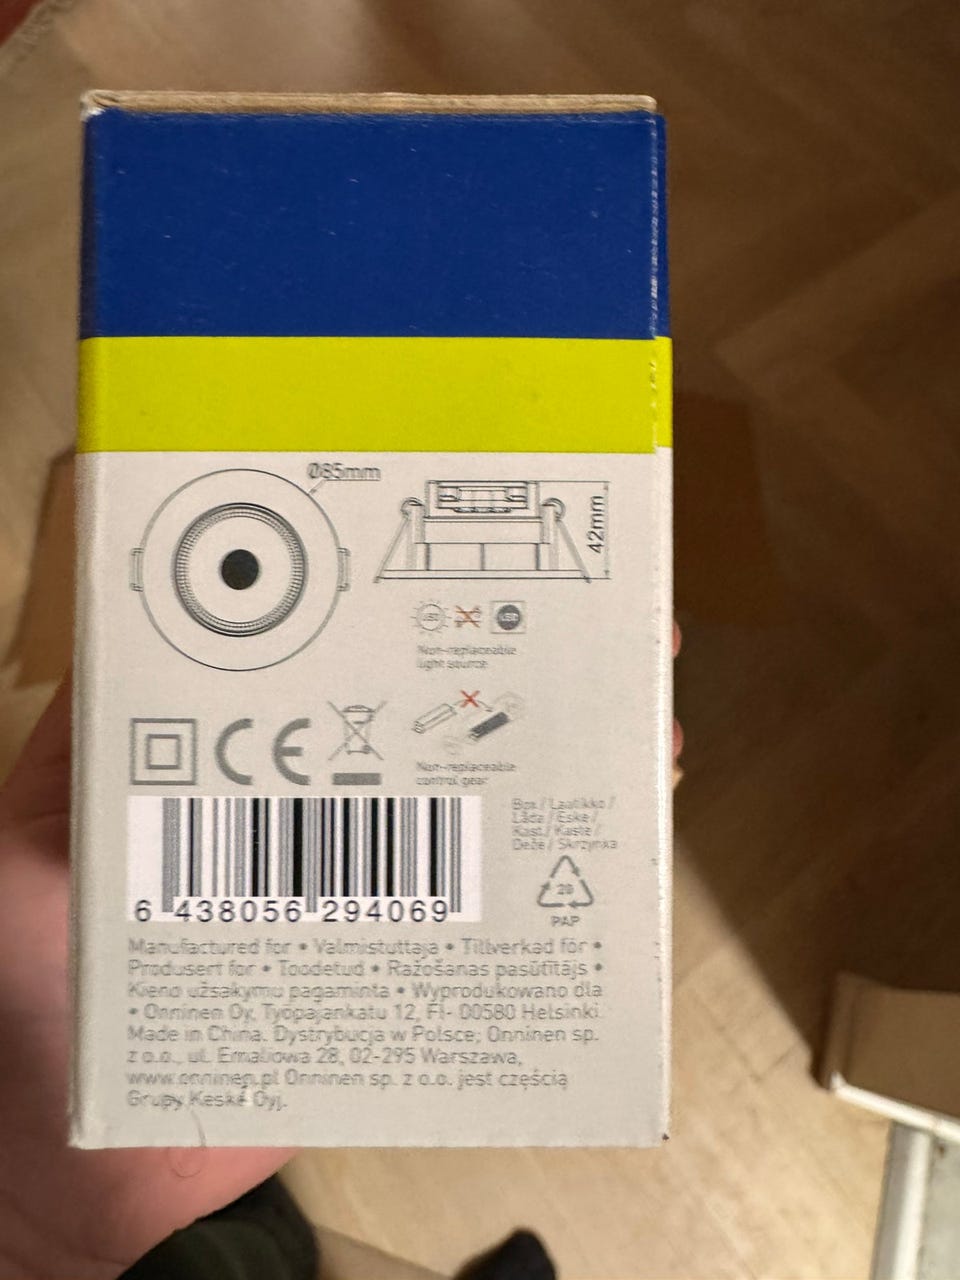 Ø85mm
42mm
LED
LED
Non-replaceable
light source
Non-replaceable
control gear
Box / Laatikko /
Låda / Eske /
Kast / Kaste /
Dėžė / Skrzynka
20
PAP
6 438056 294069
Manufactured for • Valmistuttaja • Tillverkad för •
Produsert for • Toodetud • Ražošanas pasūtītājs •
Kieno užsakymu pagaminta • Wyprodukowano dla
• Onninen Oy, Työpajankatu 12, FI- 00580 Helsinki.
Made in China. Dystrybucja w Polsce; Onninen sp.
z o.o., ul. Emaliowa 28, 02-295 Warszawa,
www.onninen.pl Onninen sp. z o.o. jest częścią
Grupy Kesko Oyj.